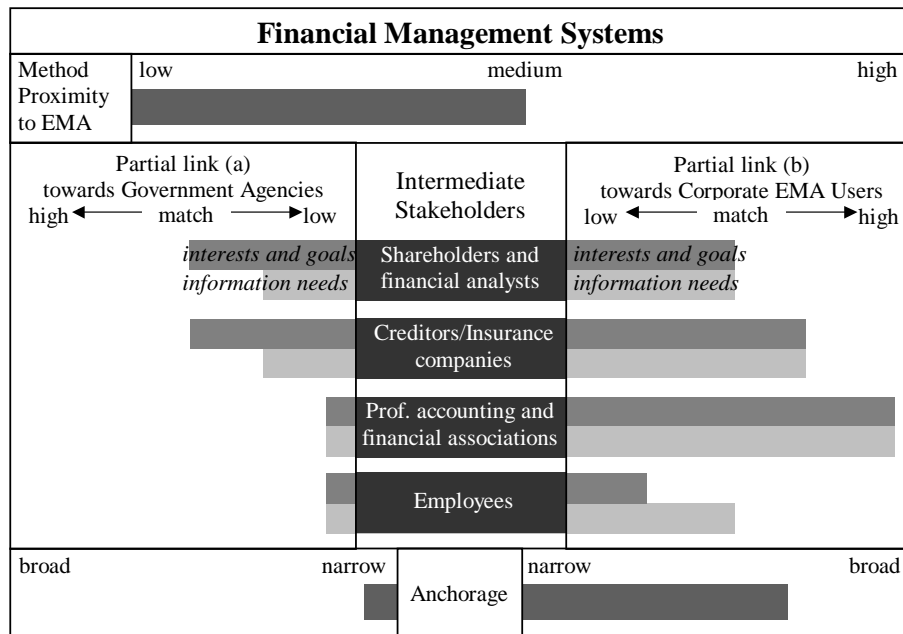 Financial Management Systems
Method
Proximity
to EMA
low medium high
Partial link (a)
towards Government Agencies
high match low
Intermediate
Stakeholders
Partial link (b)
towards Corporate EMA Users
low match high
interests and goals
information needs
Shareholders and
financial analysts
interests and goals
information needs
Creditors/Insurance
companies
Prof. accounting and
financial associations
Employees
broad narrow
Anchorage
narrow broad